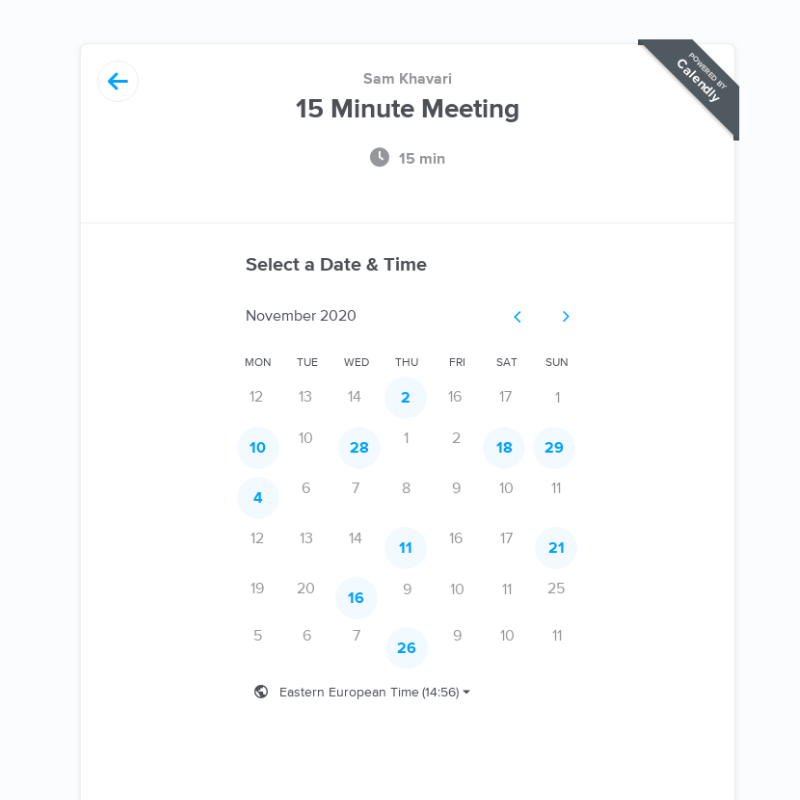 POWERED BY
Calendly
Sam Khavari
15 Minute Meeting
15 min
Select a Date & Time
November 2020
MON TUE WED THU FRI SAT SUN
12 13 14 2 16 17 1
10 10 28 1 2 18 29
4 6 7 8 9 10 11
12 13 14 11 16 17 21
19 20 16 9 10 11 25
5 6 7 26 9 10 11
Eastern European Time (14:56)